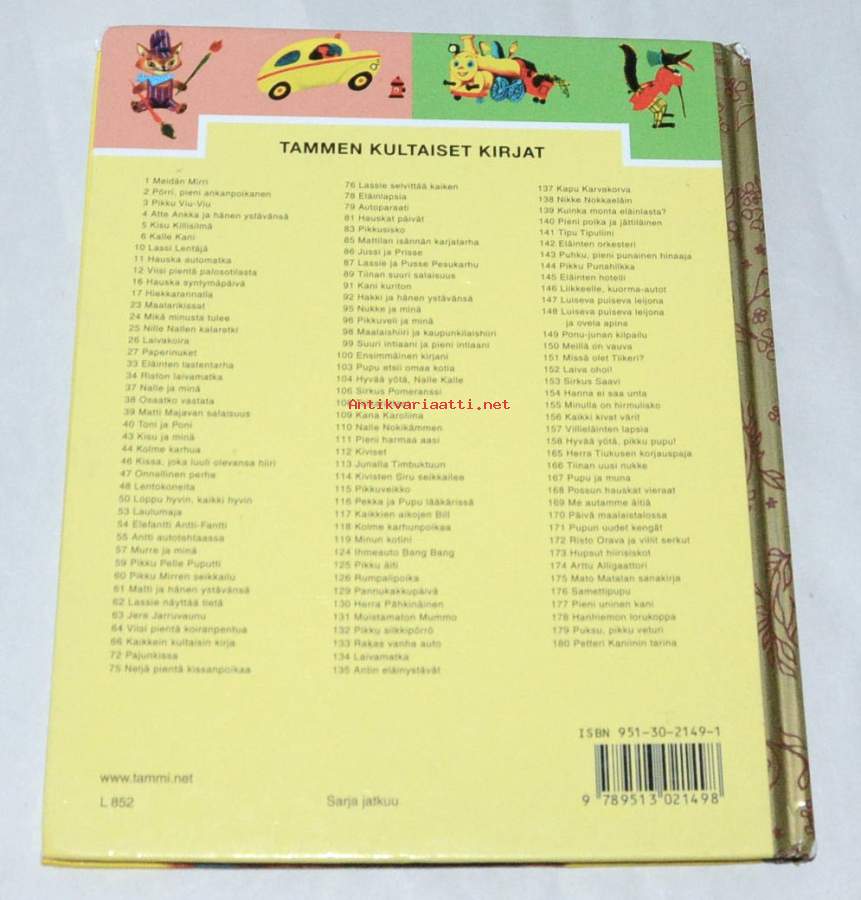 TAMMEN KULTAISET KIRJAT
1 Meidän Mirri
2 Pörri, pieni ankanpoikanen
3 Pikku Viu-Viu
4 Atte Ankka ja hänen ystävänsä
5 Kisu Killisilmä
6 Kalle Kani
10 Lassi Lentäjä
11 Hauska automatka
12 Viisi pientä palosotilasta
16 Hauska syntymäpäivä
17 Hiekkarannalla
23 Maalarikissat
24 Mikä minusta tulee
25 Nille Nallen kalaretki
26 Laivakoira
27 Paperinuket
33 Eläinten lastentarha
34 Riston laivamatka
37 Nalle ja minä
38 Osaatko vastata
39 Matti Majavan salaisuus
40 Toni ja Poni
43 Kisu ja minä
44 Kolme karhua
46 Kissa, joka luuli olevansa hiiri
47 Onnallinen perhe
48 Lentokoneita
50 Loppu hyvin, kaikki hyvin
53 Laulumaja
54 Elefantti Antti-Fantti
55 Antti autotehtaassa
57 Murre ja minä
59 Pikku Pelle Puputti
60 Pikku Mirren seikkailu
61 Matti ja hänen ystävänsä
62 Lassie näyttää tietä
63 Jere Jarruvaunu
64 Viisi pientä koiranpentua
66 Kaikkein kultaisin kirja
72 Pajunkissa
75 Neljä pientä kissanpoikaa
76 Lassie selvittää kaiken
78 Eläinlapsia
79 Autoparaati
81 Hauskat päivät
83 Pikkusisko
85 Mattilan isännän karjatarha
86 Jussi ja Prisse
87 Lassie ja Pusse Pesukarhu
89 Tiinan suuri salaisuus
91 Kani kuriton
92 Hakki ja hänen ystävänsä
95 Nukke ja minä
96 Pikkuveli ja minä
98 Maalaishiiri ja kaupunkilaishiiri
99 Suuri intiaani ja pieni intiaani
100 Ensimmäinen kirjani
103 Pupu etsii omaa kotia
104 Hyvää yötä, Nalle Kalle
106 Sirkus Pomeranssi
Antikvariaatti.net
109 Kana Karoliina
110 Nalle Nokikämmen
111 Pieni harmaa aasi
112 Kiviset
113 Junalla Timbuktuun
114 Kivisten Siru seikkailee
115 Pikkuveikko
116 Pekka ja Pupu lääkärissä
117 Kaikkien aikojen Bill
118 Kolme karhunpoikaa
119 Minun kotini
124 Ihmeauto Bang Bang
125 Pikku äiti
126 Rumpalipoika
129 Pannukakkupäivä
130 Herra Pähkinäinen
131 Muistamaton Mummo
132 Pikku silkkipörrö
133 Rakas vanha auto
134 Laivamatka
135 Antin eläinystävät
137 Kapu Karvakorva
138 Nikke Nokkaeläin
139 Kuinka monta eläinlasta?
140 Pieni poika ja jättiläinen
141 Tipu Tipuliini
142 Eläinten orkesteri
143 Puhku, pieni punainen hinaaja
144 Pikku Punahilkka
145 Eläinten hotelli
146 Liikkeelle, kuorma-autot
147 Luiseva puiseva leijona
148 Luiseva puiseva leijona
ja ovela apina
149 Ponu-junan kilpailu
150 Meillä on vauva
151 Missä olet Tiikeri?
152 Laiva ohoi!
153 Sirkus Saavi
154 Hanna ei saa unta
155 Minulla on hirmulisko
156 Kaikki kivat värit
157 Villieläinten lapsia
158 Hyvää yötä, pikku pupu!
165 Herra Tiukusen korjauspaja
166 Tiinan uusi nukke
167 Pupu ja muna
168 Possun hauskat vieraat
169 Me autamme äitiä
170 Päivä maalaistalossa
171 Pupun uudet kengät
172 Risto Orava ja villit serkut
173 Hupsut hiirisiskot
174 Arttu Alligaattori
175 Mato Matalan sanakirja
176 Samettipupu
177 Pieni uninen kani
178 Hanhiemon lorukoppa
179 Puksu, pikku veturi
180 Petteri Kaniinin tarina
ISBN 951-30-2149-1
9 789513 021498
www.tammi.net
L 852
Sarja jatkuu